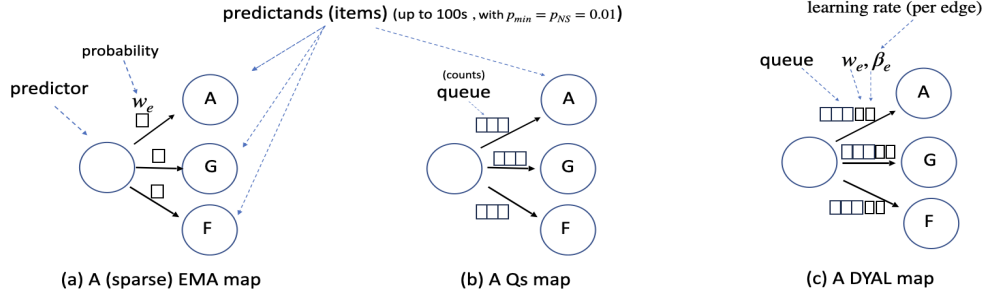 predictands (items) (up to 100s , with p_min = p_NS = 0.01)
learning rate (per edge)
probability
predictor
w_e
A
G
F
(counts)
queue
A
G
F
queue
w_e, β_e
A
G
F
(a) A (sparse) EMA map
(b) A Qs map
(c) A DYAL map